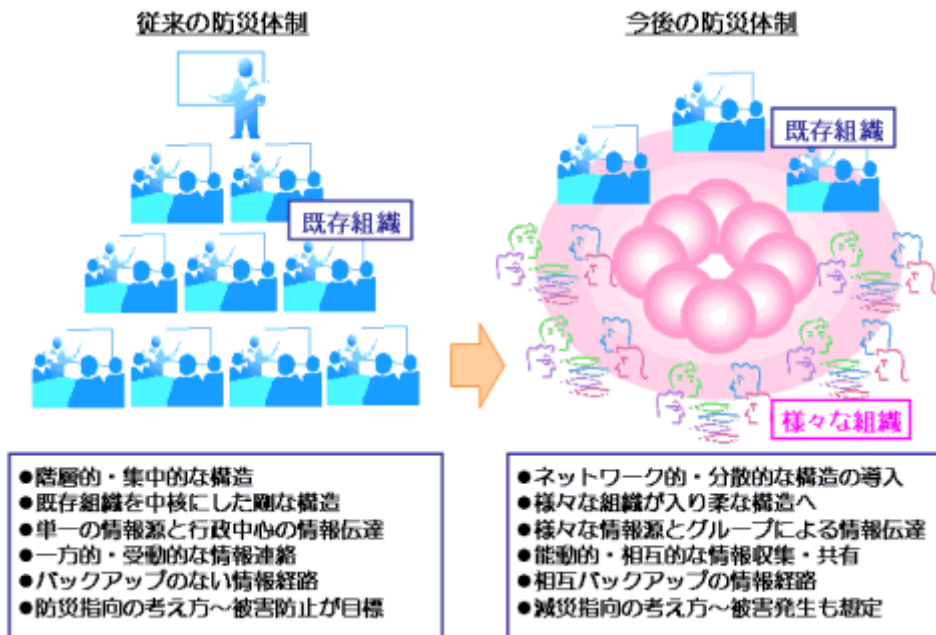 従来の防災体制
既存組織
●階層的・集中的な構造
●既存組織を中核にした剛な構造
●単一の情報源と行政中心の情報伝達
●一方的・受動的な情報連絡
●バックアップのない情報経路
●防災指向の考え方～被害防止が目標
今後の防災体制
既存組織
様々な組織
●ネットワーク的・分散的な構造の導入
●様々な組織が入り柔な構造へ
●様々な情報源とグループによる情報伝達
●能動的・相互的な情報収集・共有
●相互バックアップの情報経路
●減災指向の考え方～被害発生も想定